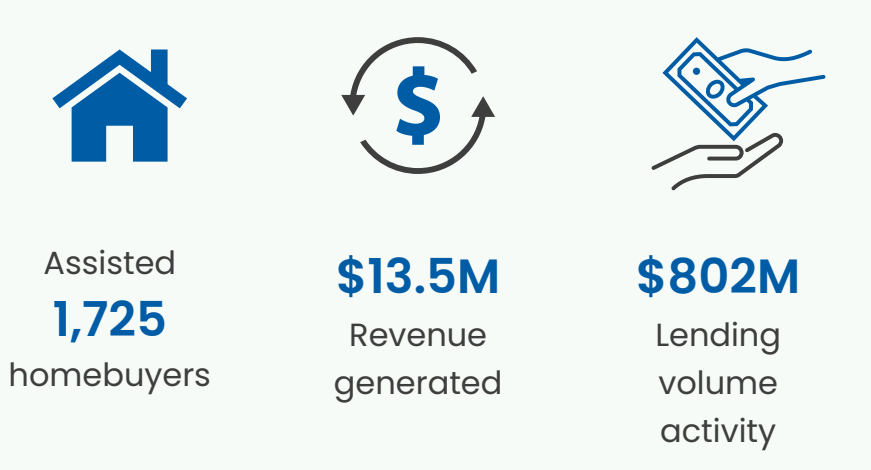 Assisted
1,725
homebuyers
$13.5M
Revenue
generated
$802M
Lending
volume
activity